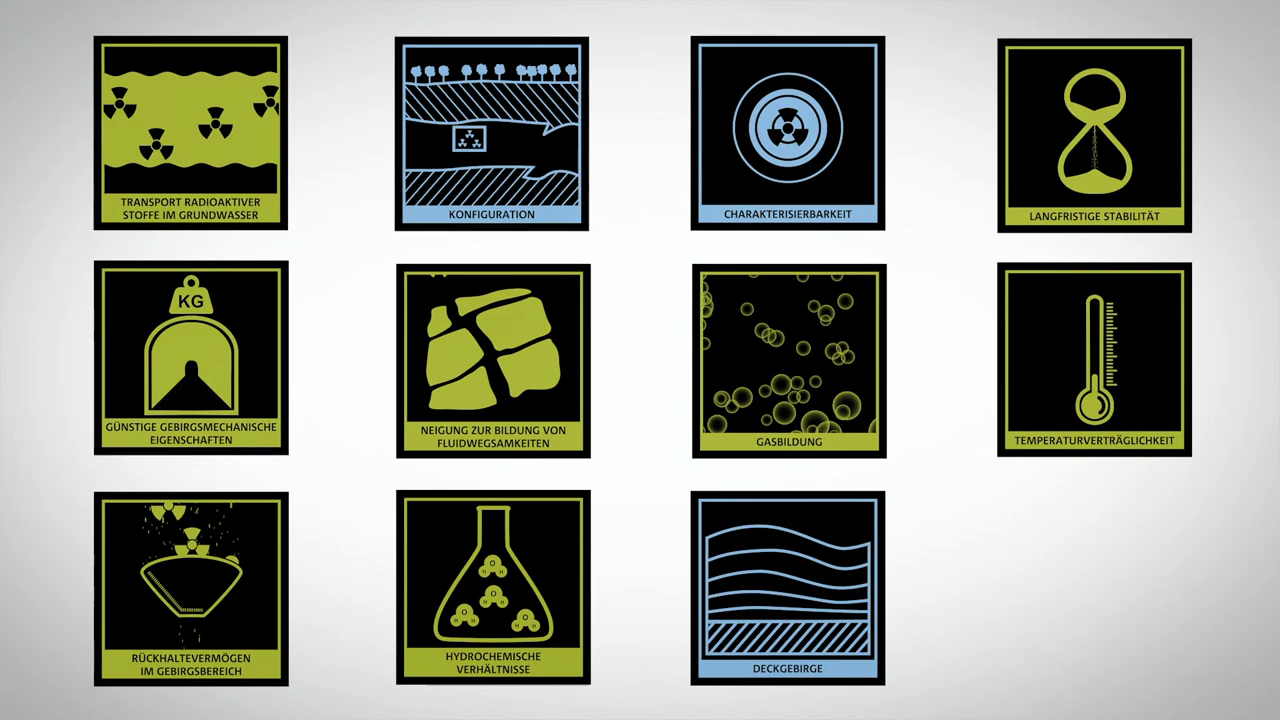 TRANSPORT RADIOAKTIVER
STOFFE IM GRUNDWASSER
KONFIGURATION
CHARAKTERISIERBARKEIT
LANGFRISTIGE STABILITÄT
KG
GÜNSTIGE GEBIRGSMECHANISCHE
EIGENSCHAFTEN
NEIGUNG ZUR BILDUNG VON
FLUIDWEGSAMKEITEN
GASBILDUNG
TEMPERATURVERTRÄGLICHKEIT
RÜCKHALTEVERMÖGEN
IM GEBIRGSBEREICH
O
H H
O
H H
O
H H
O
H H
HYDROCHEMISCHE
VERHÄLTNISSE
DECKGEBIRGE